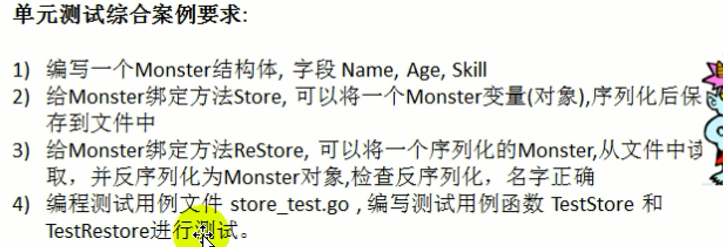 单元测试综合案例要求:
1) 编写一个Monster结构体, 字段 Name, Age, Skill
2) 给Monster绑定方法Store, 可以将一个Monster变量(对象),序列化后保
存到文件中
3) 给Monster绑定方法ReStore, 可以将一个序列化的Monster,从文件中读
取，并反序列化为Monster对象,检查反序列化，名字正确
4) 编程测试用例文件 store_test.go , 编写测试用例函数 TestStore 和
TestRestore进行测试。